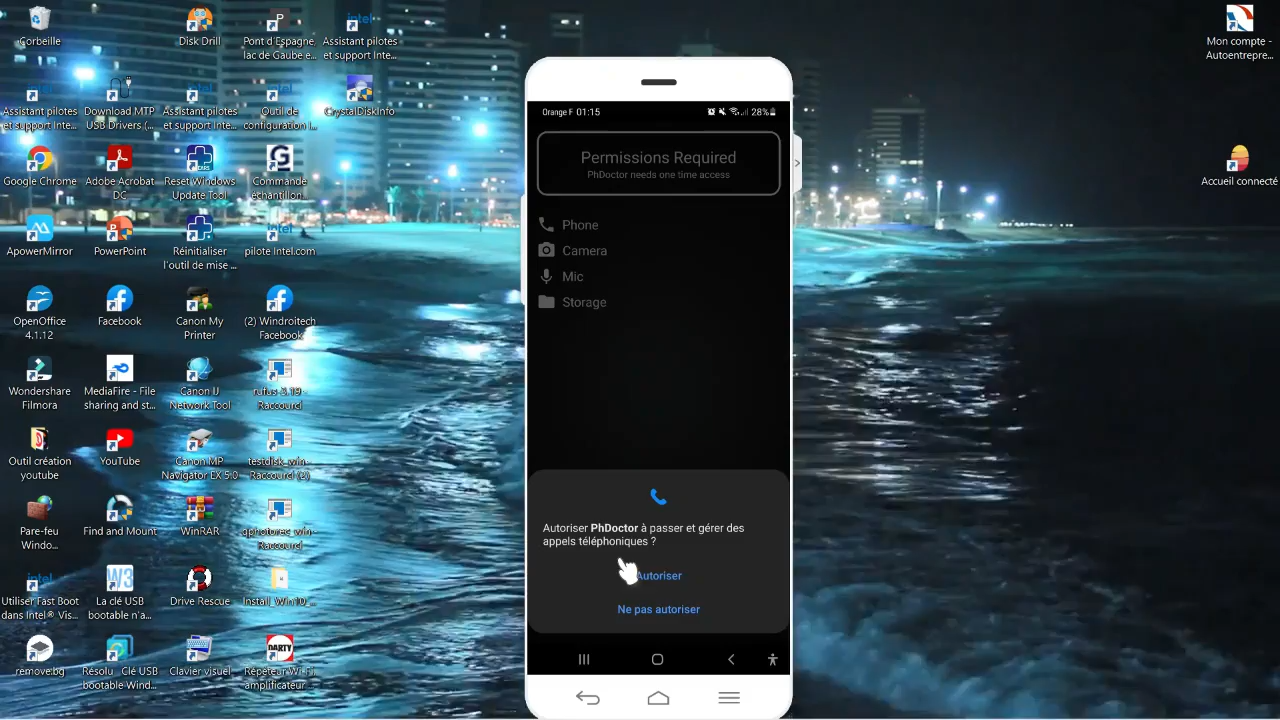 Corbeille
Disk Drill
Pont d'Espagne,
lac de Gaube e...
Assistant pilotes
et support Inte...
Mon compte -
Autoentrepre...
Assistant pilotes
et support Inte...
Download MTP
USB Drivers (...
Assistant pilotes
et support Inte...
Outil de
configuration I...
CrystalDiskInfo
Google Chrome
Adobe Acrobat
DC
Reset Windows
Update Tool
Commande
echantillon...
Accueil connecté
ApowerMirror
PowerPoint
Réinitialiser
l'outil de mise ...
pilote Intel.com
OpenOffice
4.1.12
Facebook
Canon My
Printer
(2) Windroitech
Facebook
Wondershare
Filmora
MediaFire - File
sharing and st...
Canon IJ
Network Tool
rufus-3.19 -
Raccourci
Outil création
youtube
YouTube
Canon MP
Navigator EX 5.0
testdisk_win -
Raccourci (2)
Pare-feu
Windo...
Find and Mount
WinRAR
qphotorec_win -
Raccourci
Utiliser Fast Boot
dans Intel® Vis...
La clé USB
bootable n'a...
Drive Rescue
Install_Win10_...
remove.bg
Résolu _ Clé USB
bootable Wind...
Clavier visuel
Répéteur Wi-Fi
amplificateur ...
Orange F 01:15
28%
Permissions Required
PhDoctor needs one time access
Phone
Camera
Mic
Storage
Autoriser PhDoctor à passer et gérer des
appels téléphoniques ?
Autoriser
Ne pas autoriser